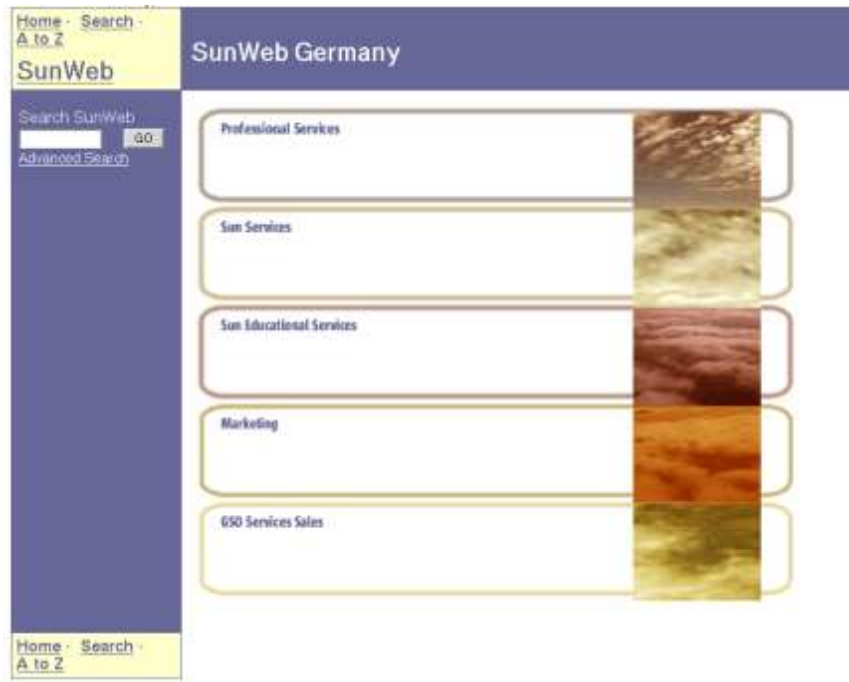 Home · Search ·
A to Z
SunWeb
SunWeb Germany
Search SunWeb
GO
Advanced Search
Professional Services
Sun Services
Sun Educational Services
Marketing
GSO Services Sales
Home · Search ·
A to Z